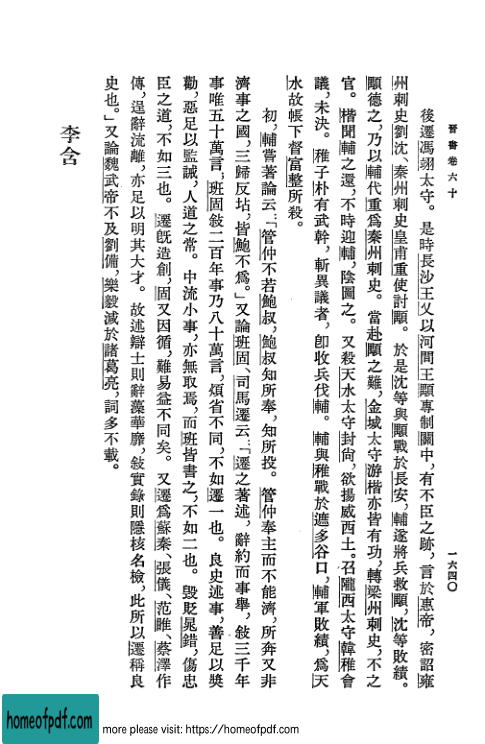 晉書卷六十
一六四〇
後遷馮翊太守。是時長沙王乂以河間王顒專制關中，有不臣之跡，言於惠帝，密詔雍
州刺史劉沈、秦州刺史皇甫重使討顒。於是沈等與顒戰於長安，輔遂將兵救顒，沈等敗績。
顒德之，乃以輔代重爲秦州刺史。當赴顒之難，金城太守游楷亦皆有功，轉梁州刺史，不之
官。楷聞輔之還，不時迎輔，陰圖之。又殺天水太守封尙，欲揚威西土。召隴西太守韓稚會
議，未決。稚子朴有武幹，斬異議者，卽收兵伐輔。輔與稚戰於遮多谷口，輔軍敗績，爲天
水故帳下督富整所殺。
初，輔嘗著論云：「管仲不若鮑叔，鮑叔知所奉，知所投。管仲奉主而不能濟，所奔又非
濟事之國，三歸反坫，皆鮑不爲。」又論班固、司馬遷云：「遷之著述，辭約而事舉，敍三千年
事唯五十萬言；班固敍二百年事乃八十萬言，煩省不同，不如遷一也。良史述事，善足以獎
勸，惡足以監誡，人道之常。中流小事，亦無取焉，而班皆書之，不如二也。毀貶晁錯，傷忠
臣之道，不如三也。遷旣造創，固又因循，難易益不同矣。又遷爲蘇秦、張儀、范雎、蔡澤作
傳，逞辭流離，亦足以明其大才。故述辯士則辭藻華靡，敍實錄則隱核名檢，此所以遷稱良
史也。」又論魏武帝不及劉備，樂毅減於諸葛亮，詞多不載。
李含
homeofpdf.com
more please visit: https://homeofpdf.com